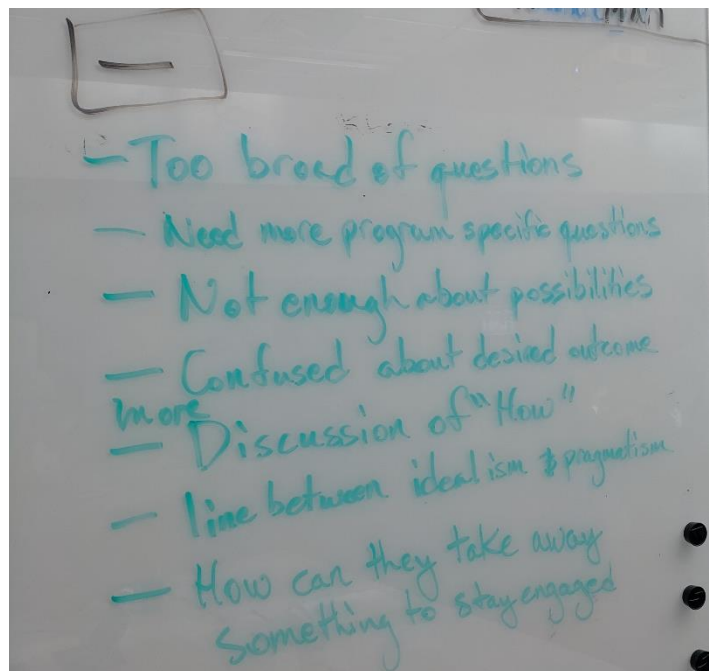 —
— Too broad of questions
— Need more program specific questions
— Not enough about possibilities
— Confused about desired outcome
more
— Discussion of "How"
— line between idealism & pragmatism
— How can they take away
something to stay engaged